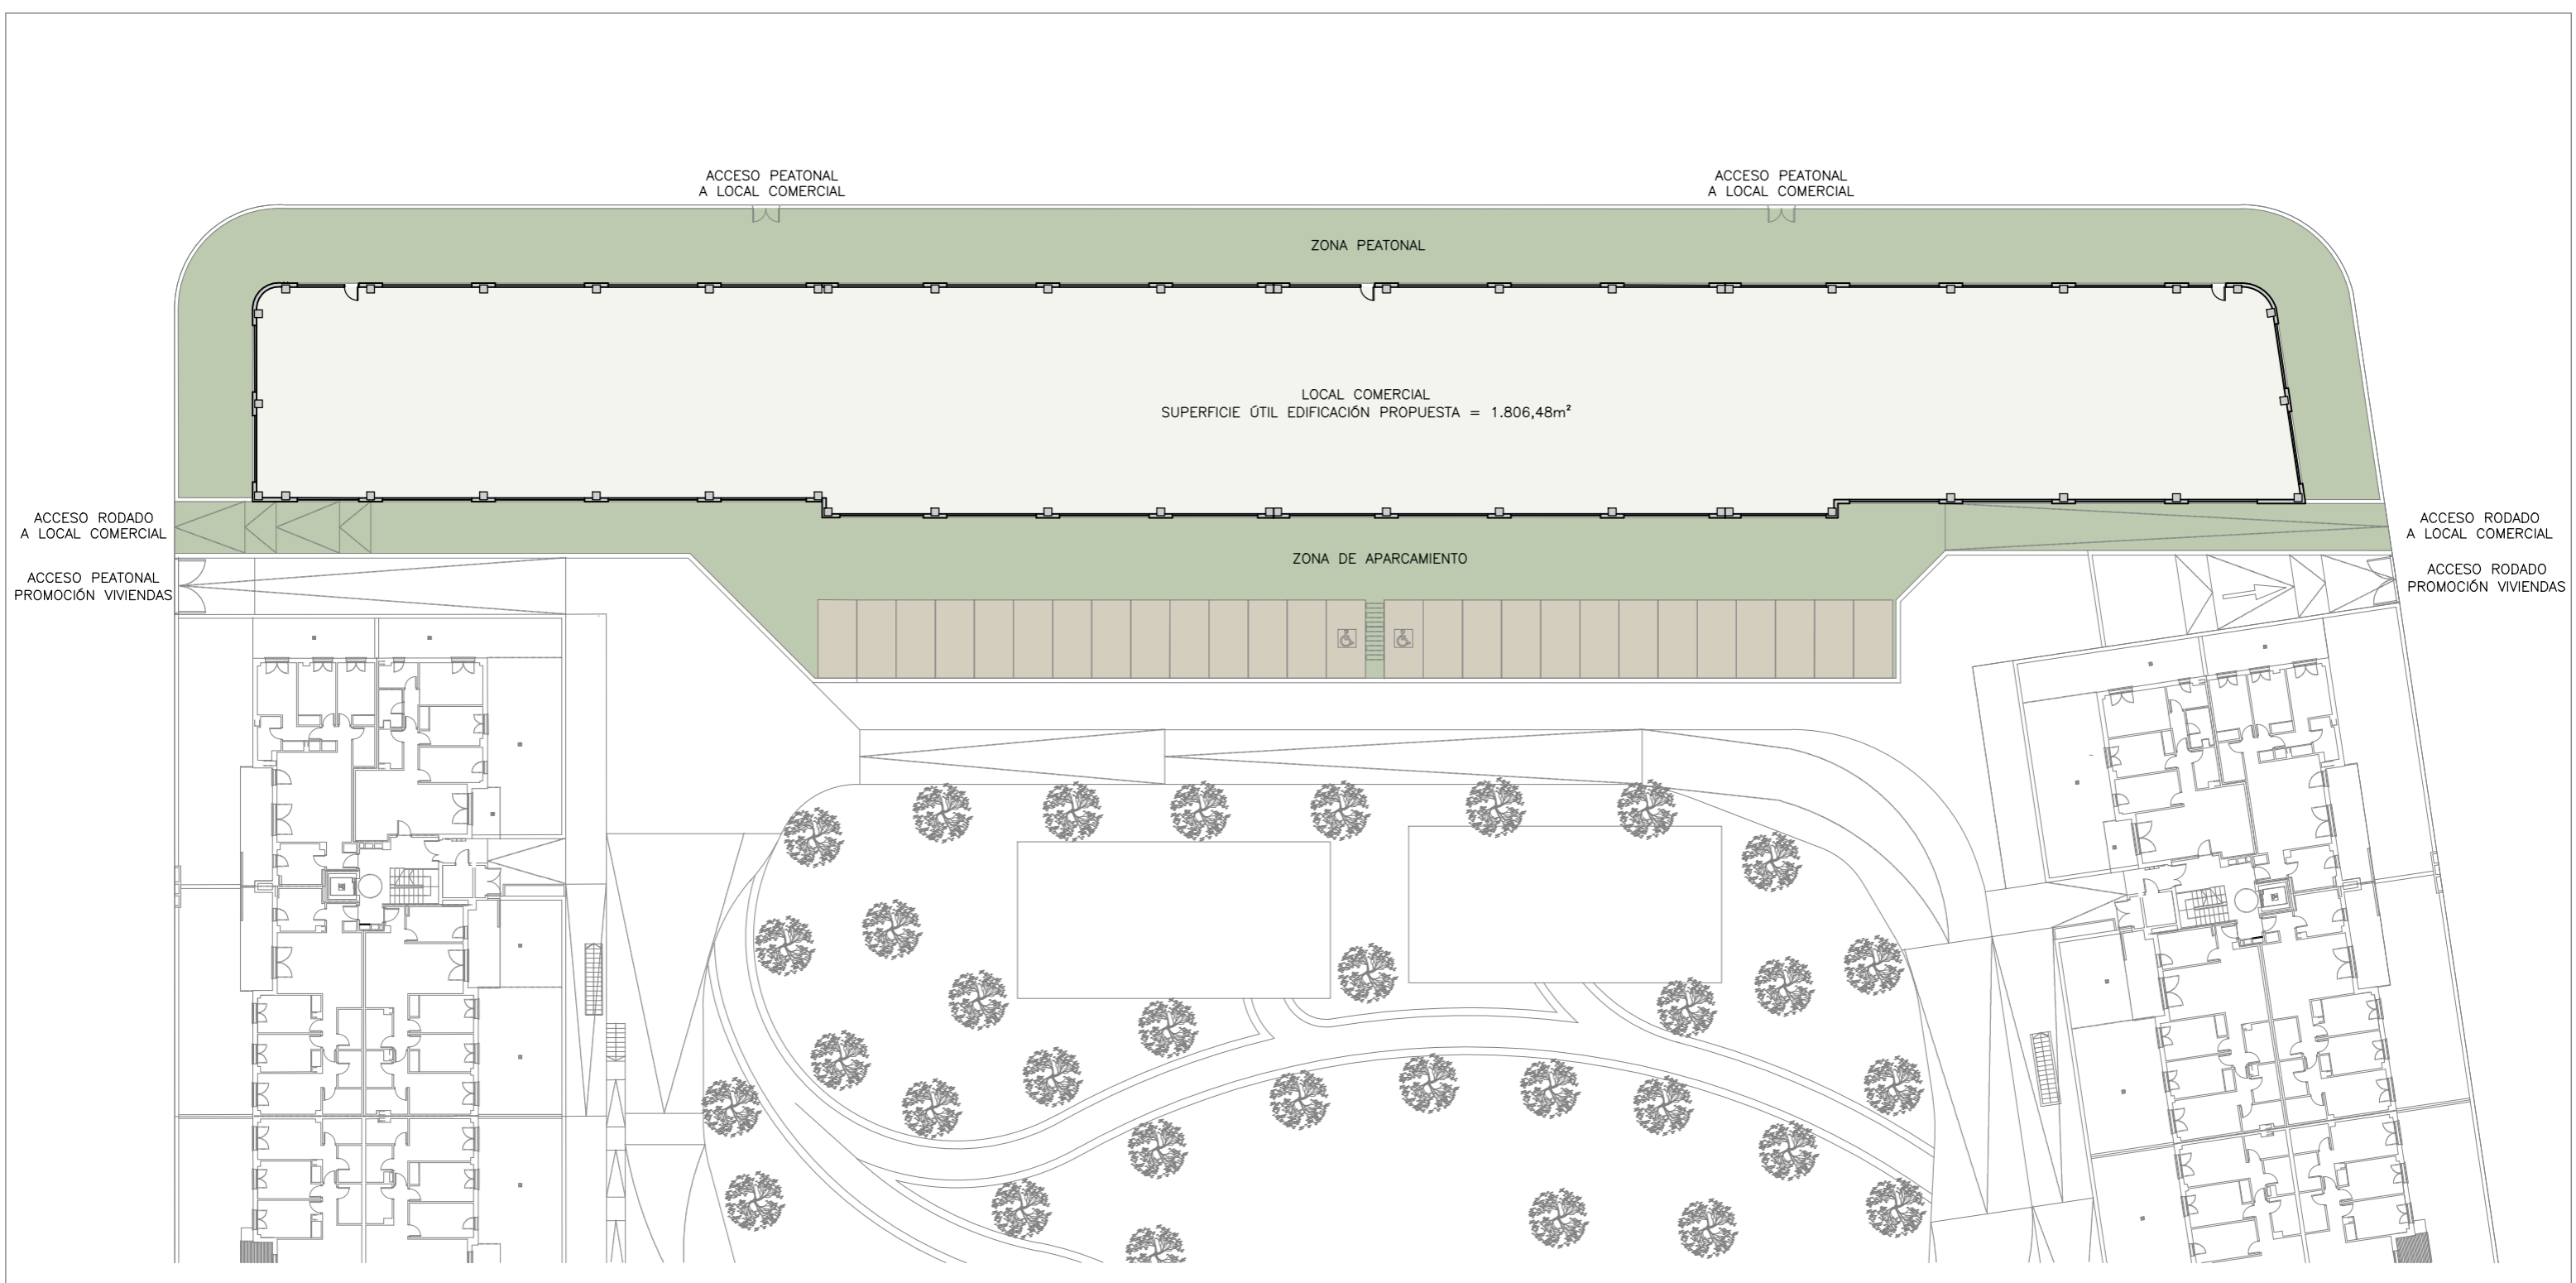 ACCESO PEATONAL
A LOCAL COMERCIAL
ACCESO PEATONAL
A LOCAL COMERCIAL
ZONA PEATONAL
LOCAL COMERCIAL
SUPERFICIE ÚTIL EDIFICACIÓN PROPUESTA = 1.806,48m²
ACCESO RODADO
A LOCAL COMERCIAL
ACCESO RODADO
A LOCAL COMERCIAL
ZONA DE APARCAMIENTO
ACCESO PEATONAL
PROMOCIÓN VIVIENDAS
ACCESO RODADO
PROMOCIÓN VIVIENDAS